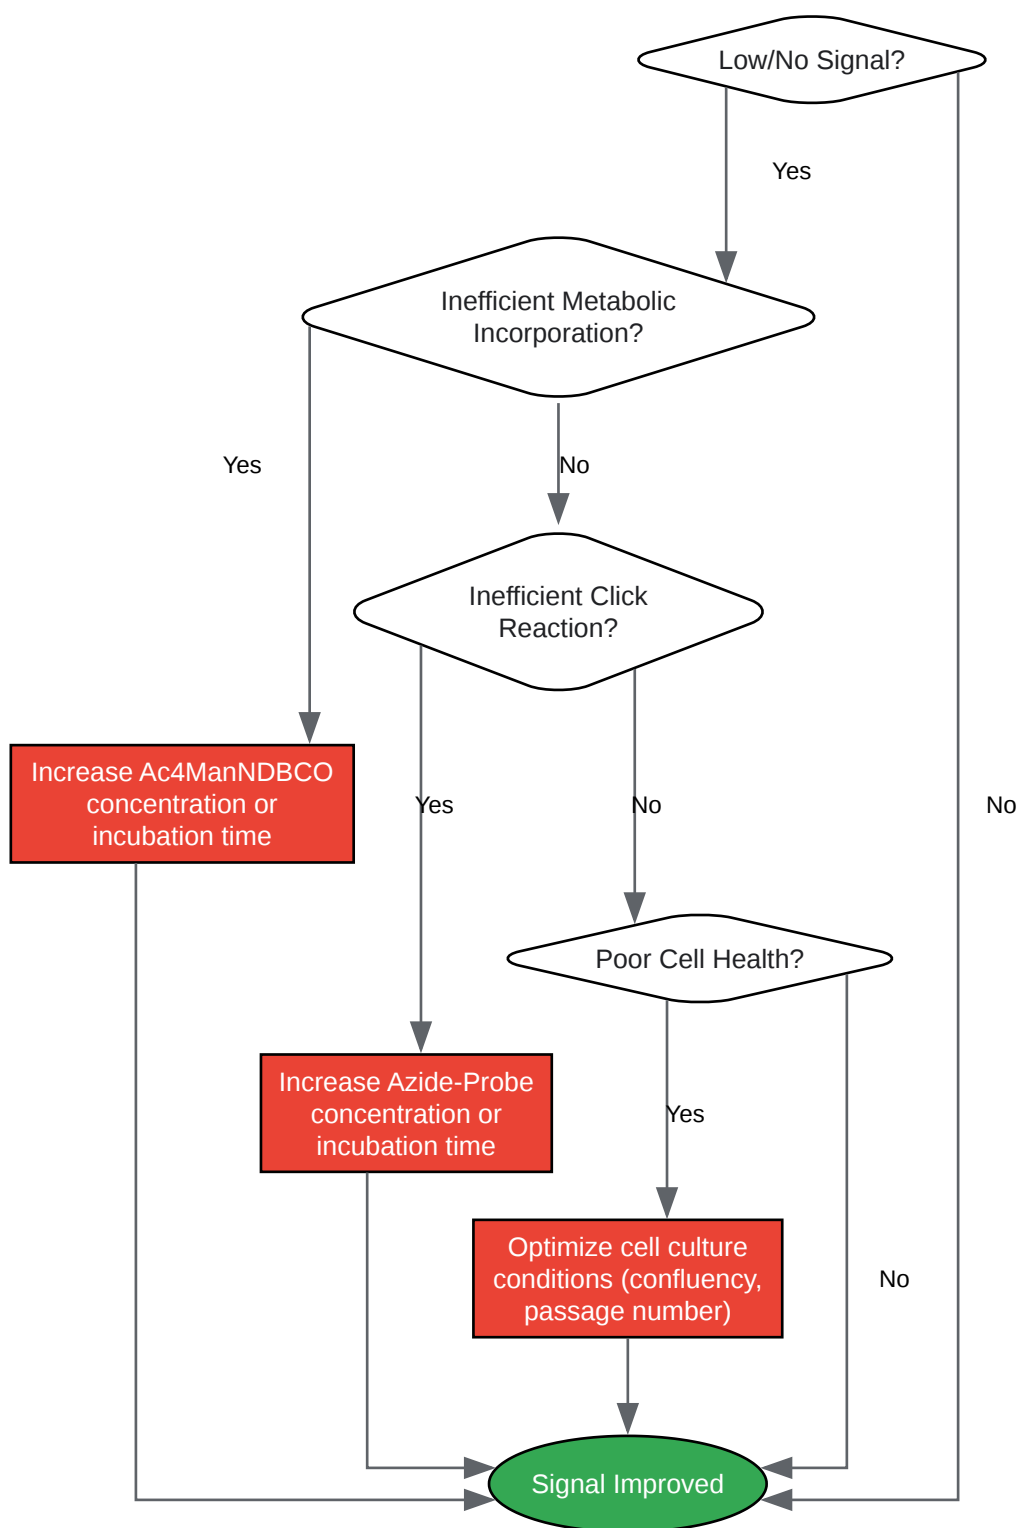 Low/No Signal?
Yes
Inefficient Metabolic
Incorporation?
Yes
No
Inefficient Click
Reaction?
Increase Ac4ManNDBCO
concentration or
incubation time
Yes
No
No
Poor Cell Health?
Increase Azide-Probe
concentration or
incubation time
Yes
Optimize cell culture
conditions (confluency,
passage number)
No
Signal Improved